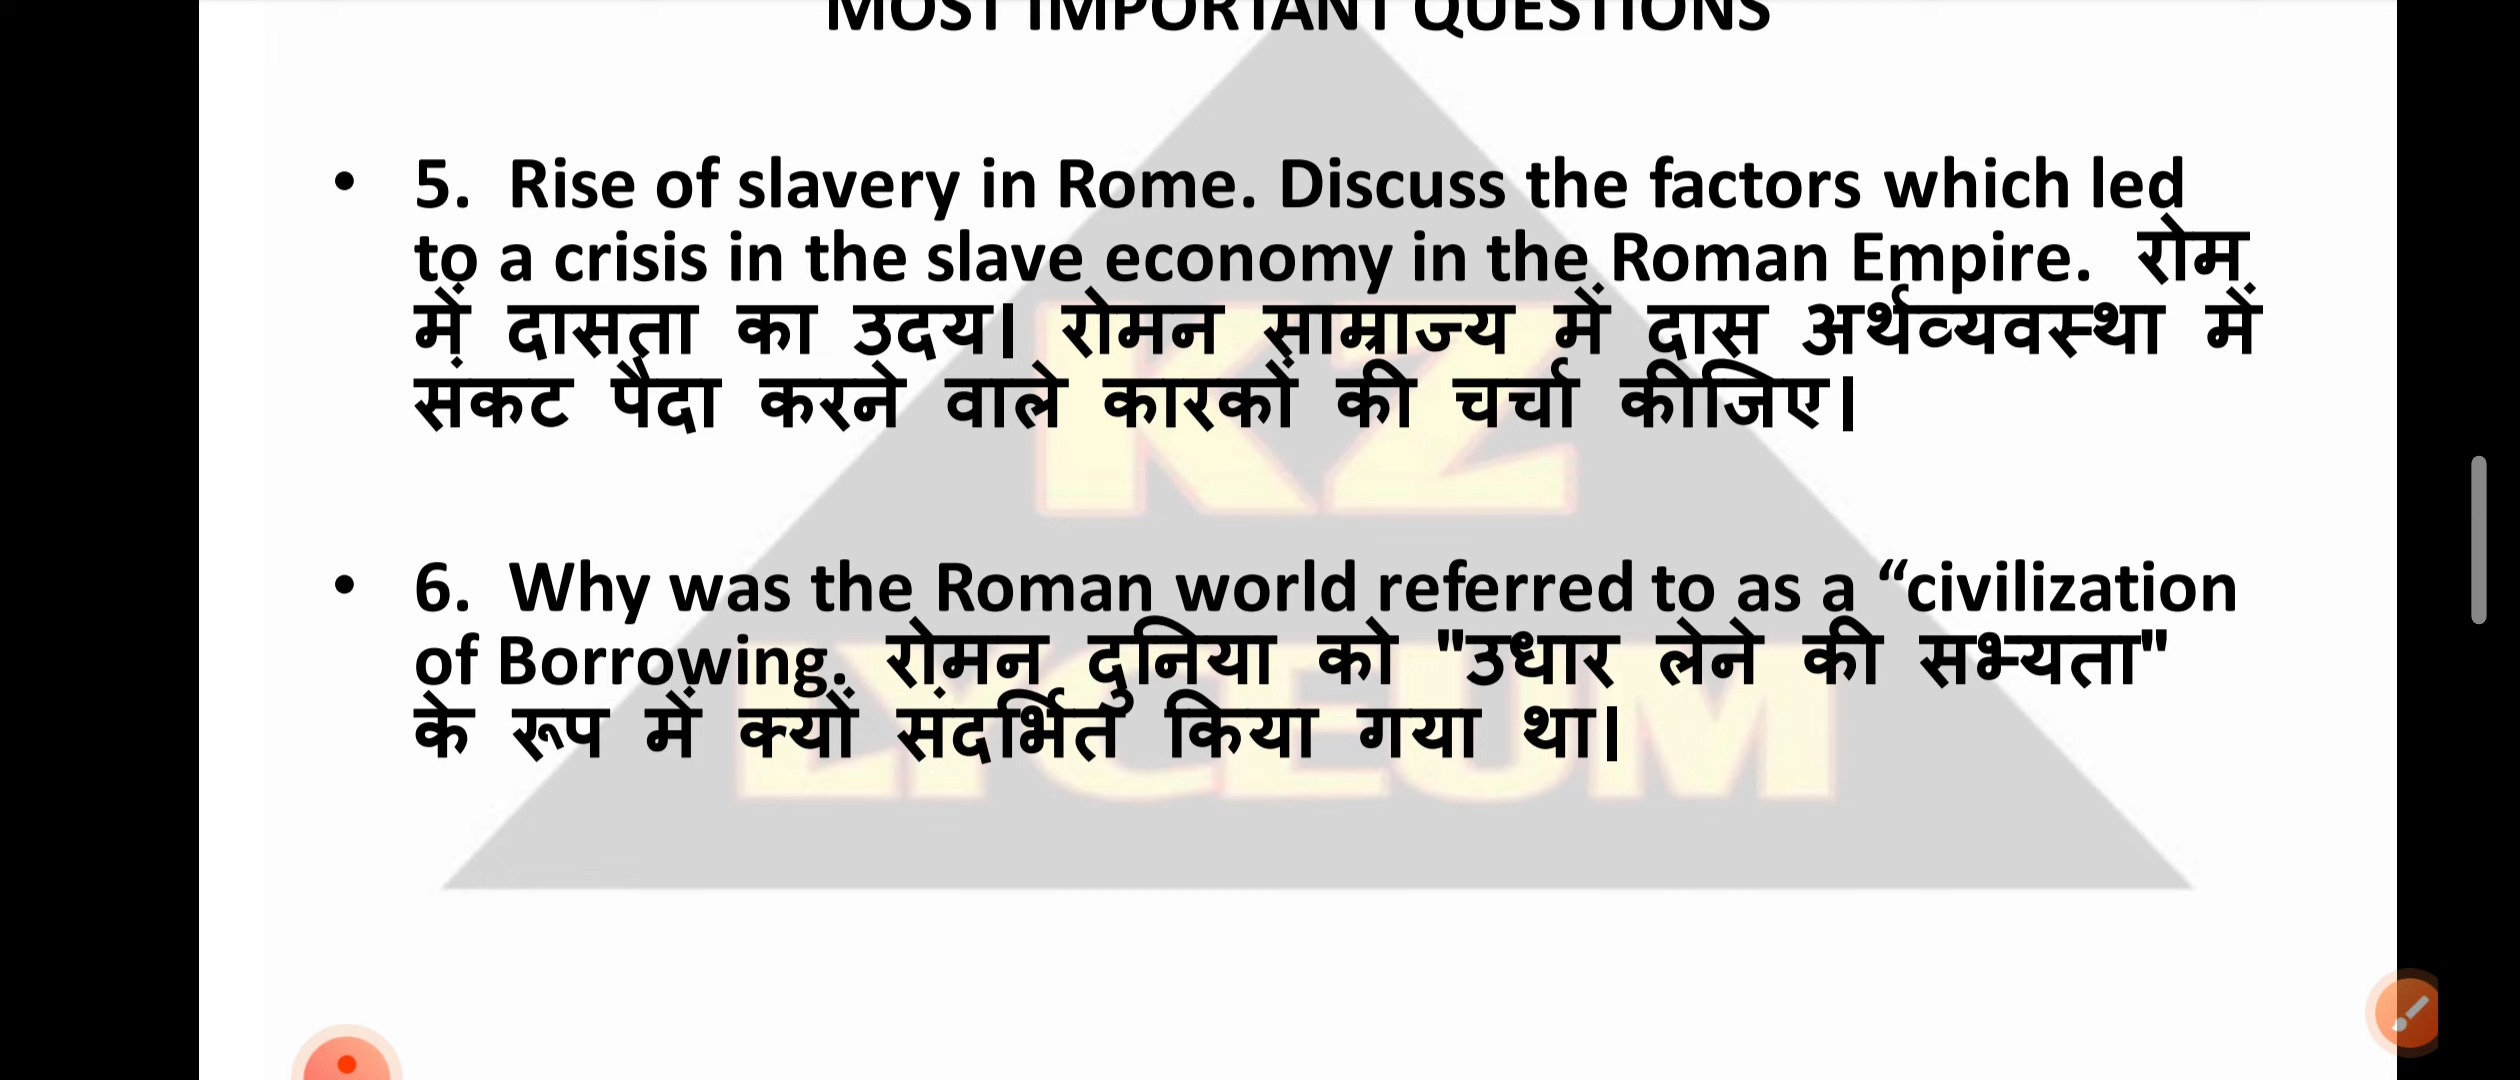 MOST IMPORTANT QUESTIONS
• 5. Rise of slavery in Rome. Discuss the factors which led
to a crisis in the slave economy in the Roman Empire. रोम
में दासता का उदय। रोमन साम्राज्य में दास अर्थव्यवस्था में
संकट पैदा करने वाले कारकों की चर्चा कीजिए।
• 6. Why was the Roman world referred to as a “civilization
of Borrowing. रोमन दुनिया को "उधार लेने की सभ्यता"
के रूप में क्यों संदर्भित किया गया था।
KZ
LYCEUM